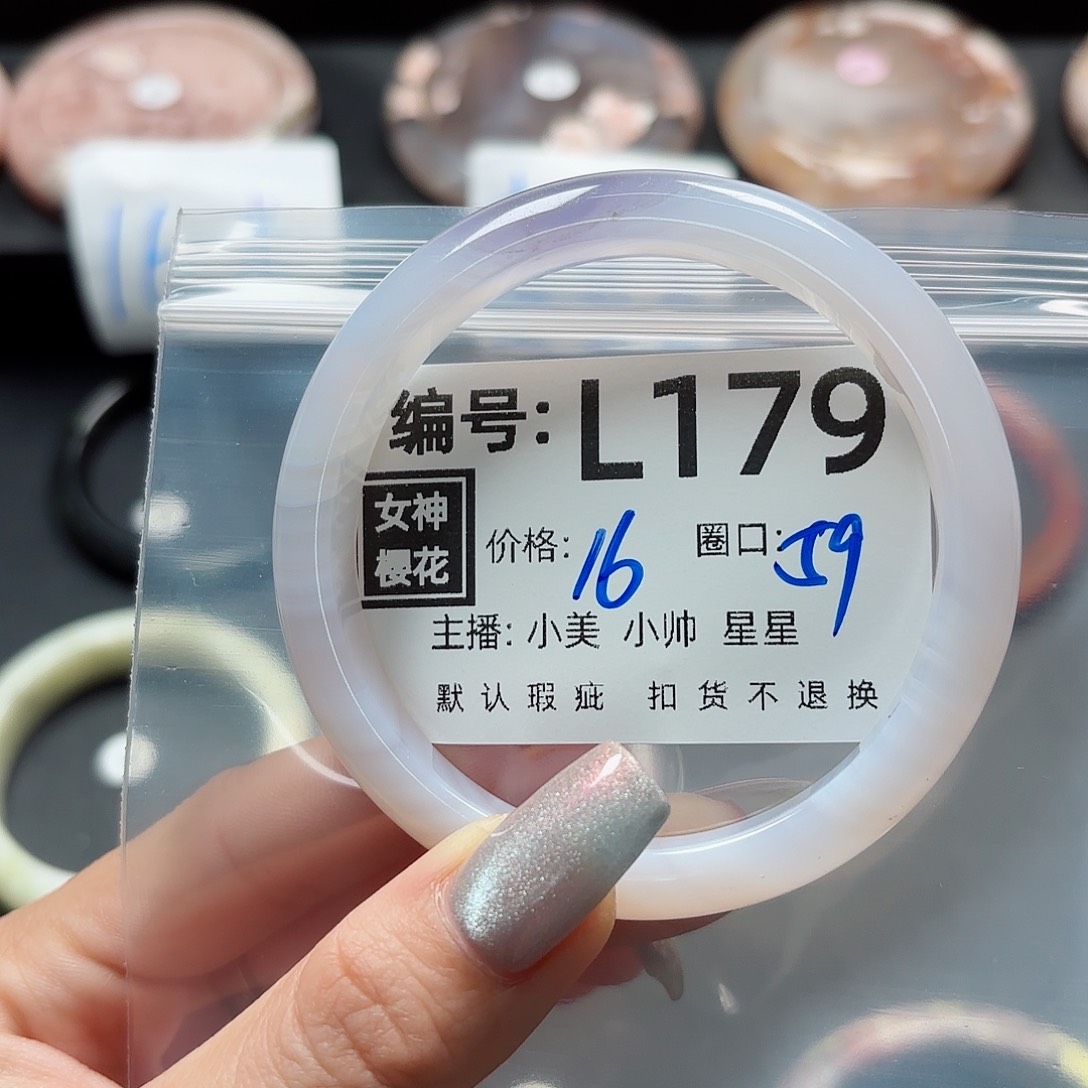 编号：L179
女神
樱花
价格：16 圈口：59
主播：小美 小帅 星星
默认瑕疵 扣货不退换